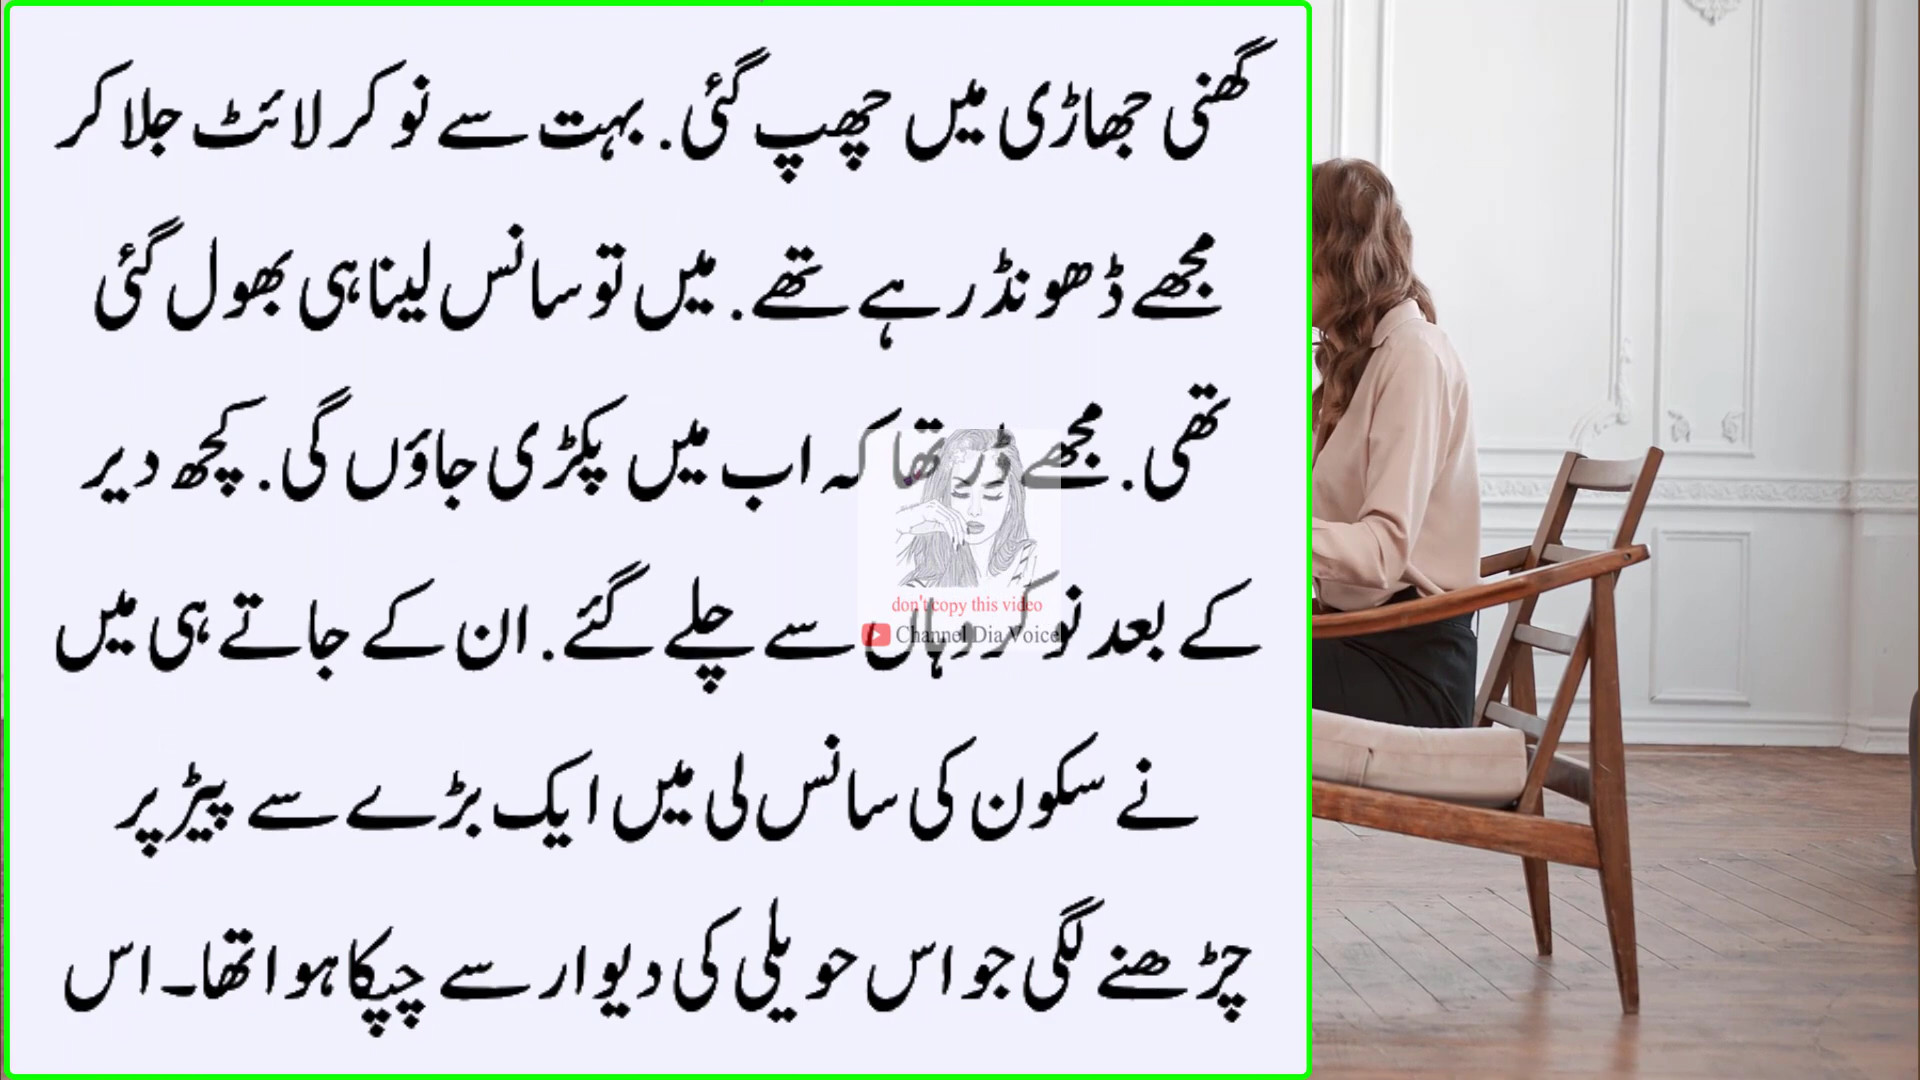 گھنی جھاڑی میں چھپ گئی. بہت سے نوکر لائٹ جلا کر
مجھے ڈھونڈ رہے تھے. میں تو سانس لینا ہی بھول گئی
تھی. مجھے ڈر تھا کہ اب میں پکڑی جاؤں گی. کچھ دیر
کے بعد نوکر وہاں سے چلے گئے. ان کے جاتے ہی میں
نے سکون کی سانس لی میں ایک بڑے سے پیڑ پر
چڑھنے لگی جو اس حویلی کی دیوار سے چپکا ہوا تھا۔ اس
don't copy this video
Channel Dia Voice